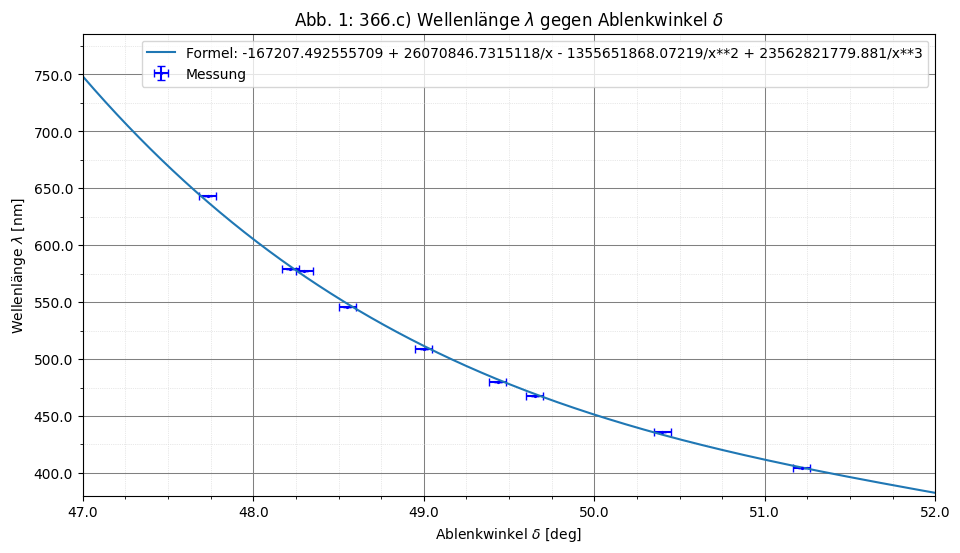 Abb. 1: 366.c) Wellenlänge λ gegen Ablenkwinkel δ
Formel: -167207.492555709 + 26070846.7315118/x - 1355651868.07219/x**2 + 23562821779.881/x**3
Messung
750.0
700.0
650.0
600.0
550.0
500.0
450.0
400.0
Wellenlänge λ [nm]
47.0 48.0 49.0 50.0 51.0 52.0
Ablenkwinkel δ [deg]